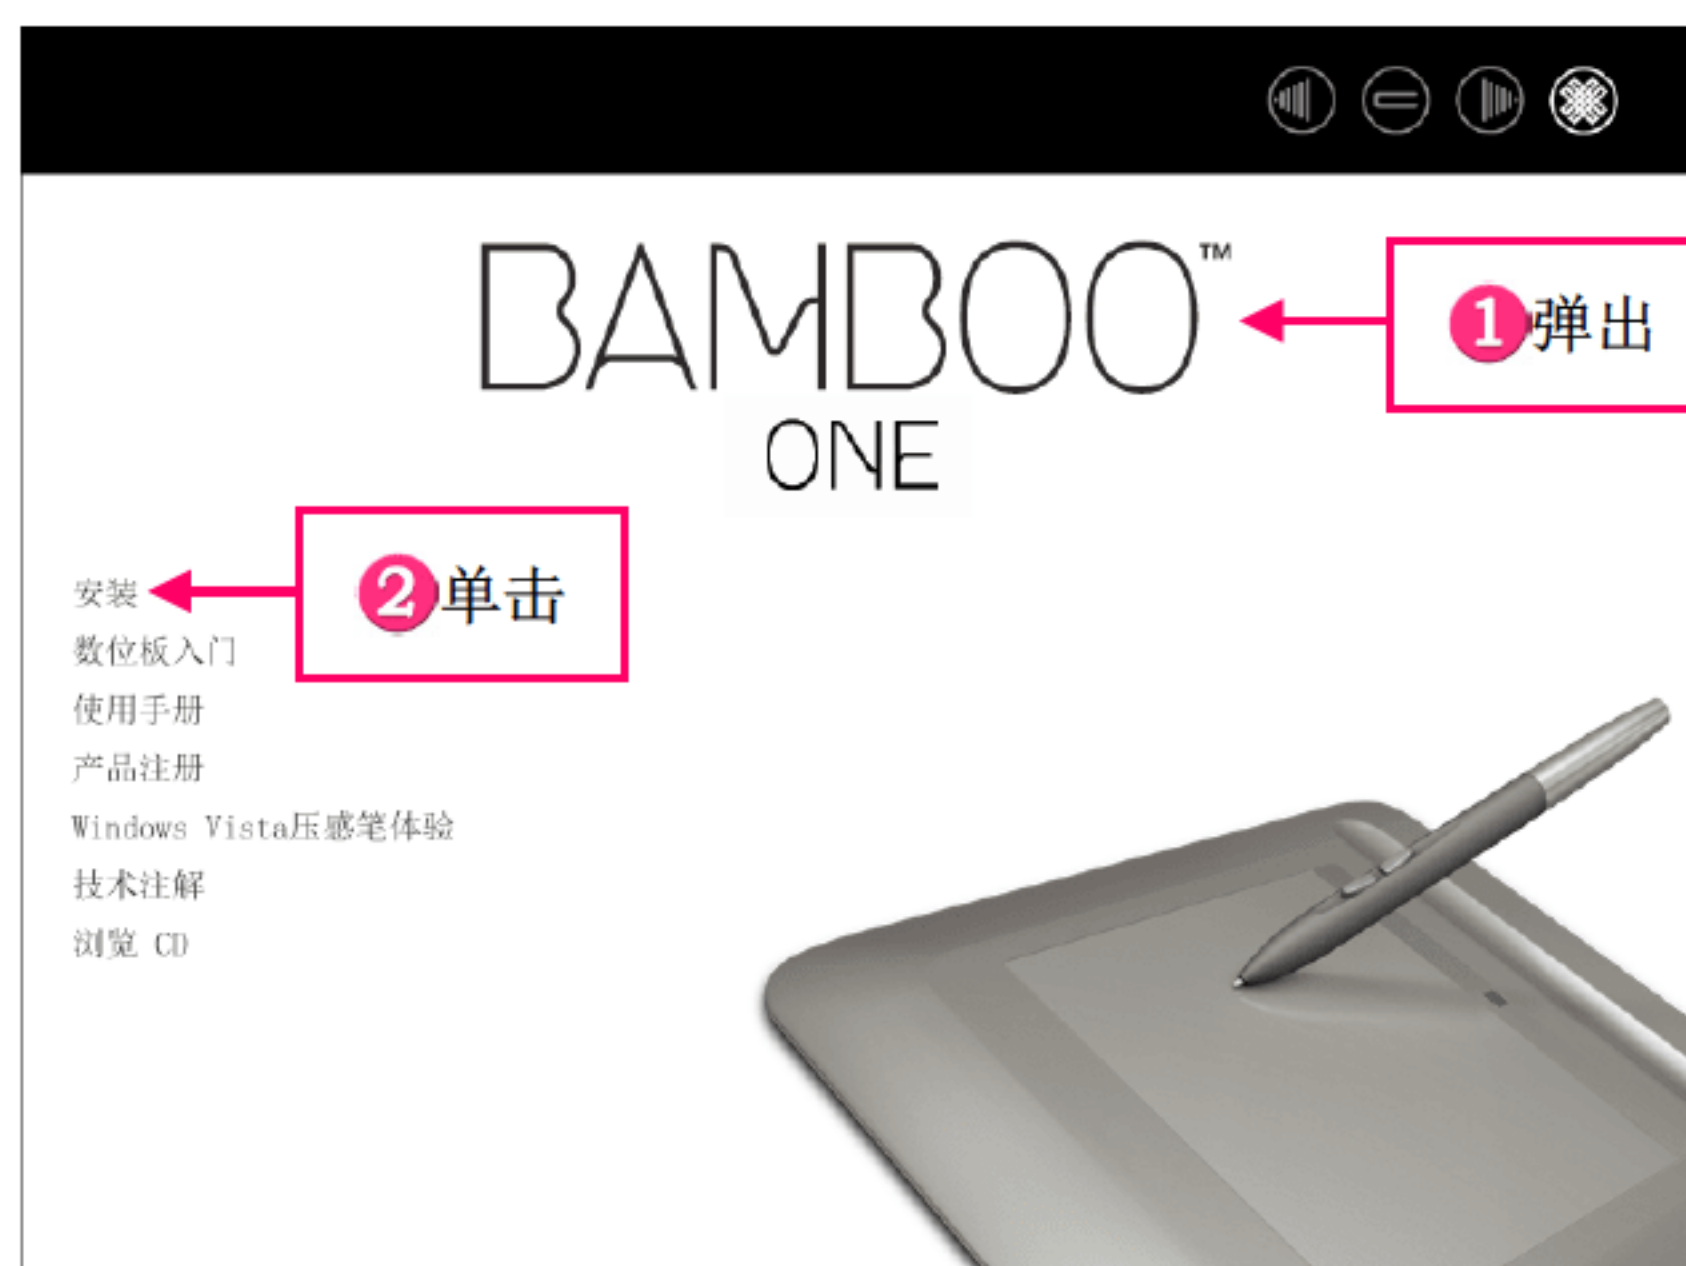 BAMBOO™
1弹出
ONE
2单击
安装
数位板入门
使用手册
产品注册
Windows Vista压感笔体验
技术注解
浏览 CD